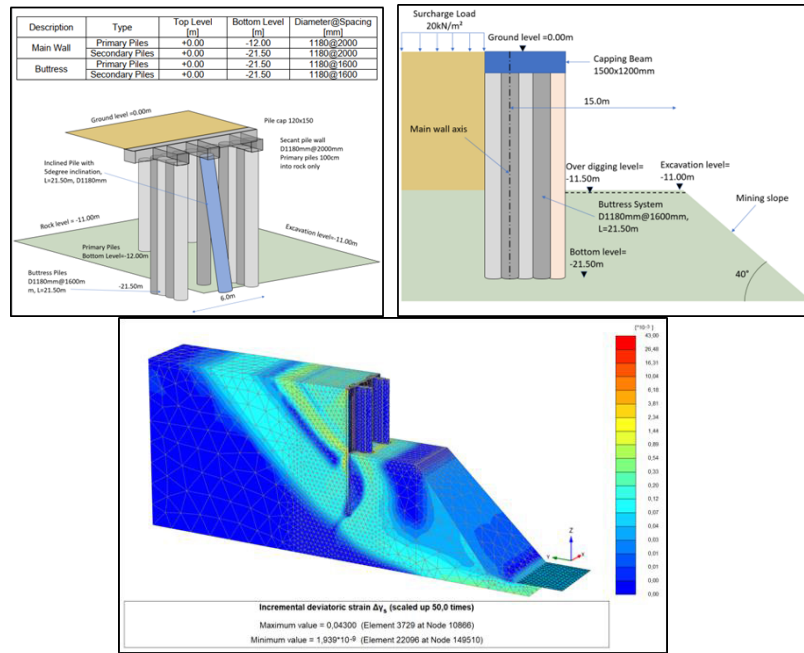 Description Type Top Level [m] Bottom Level [m] Diameter@Spacing [mm]
Main Wall Primary Piles +0.00 -12.00 1180@2000
Secondary Piles +0.00 -21.50 1180@2000
Buttress Primary Piles +0.00 -21.50 1180@1600
Secondary Piles +0.00 -21.50 1180@1600
Ground level =0.00m
Pile cap 120x150
Secant pile wall
D1180mm@2000mm
Primary piles 100cm
into rock only
Inclined Pile with
5degree inclination,
L=21.50m, D1180mm
Rock level = -11.00m
Excavation level=-11.00m
Primary Piles
Bottom Level=-12.00m
Buttress Piles
D1180mm@1600m
m, L=21.50m
-21.50m
6.0m
Surcharge Load
20kN/m²
Ground level =0.00m
Capping Beam
1500x1200mm
15.0m
Main wall axis
Over digging level=
-11.50m
Excavation level=
-11.00m
Buttress System
D1180mm@1600mm,
L=21.50m
Mining slope
Bottom level=
-21.50m
40°
[*10⁻³]
43,00
26,48
16,31
10,04
6,18
3,81
2,34
1,44
0,88
0,54
0,33
0,20
0,12
0,07
0,04
0,03
0,01
0,01
0,00
0,00
Z
Y
X
Incremental deviatoric strain Δγs (scaled up 50,0 times)
Maximum value = 0,04300 (Element 3729 at Node 10866)
Minimum value = 1,939*10⁻⁹ (Element 22096 at Node 149510)